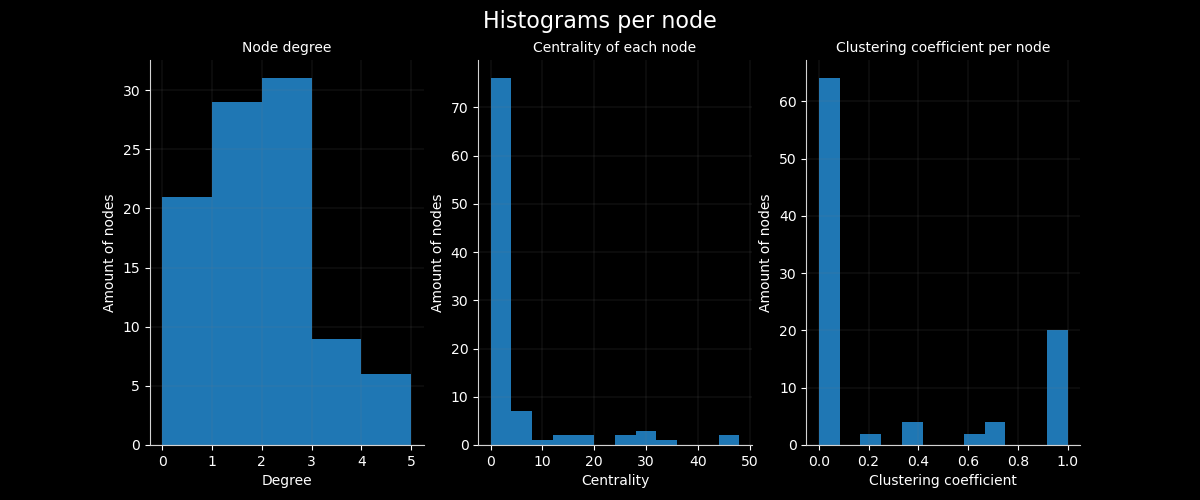 Histograms per node
Node degree
Amount of nodes
30
25
20
15
10
5
0
0 1 2 3 4 5
Degree
Centrality of each node
Amount of nodes
70
60
50
40
30
20
10
0
0 10 20 30 40 50
Centrality
Clustering coefficient per node
Amount of nodes
60
50
40
30
20
10
0
0.0 0.2 0.4 0.6 0.8 1.0
Clustering coefficient